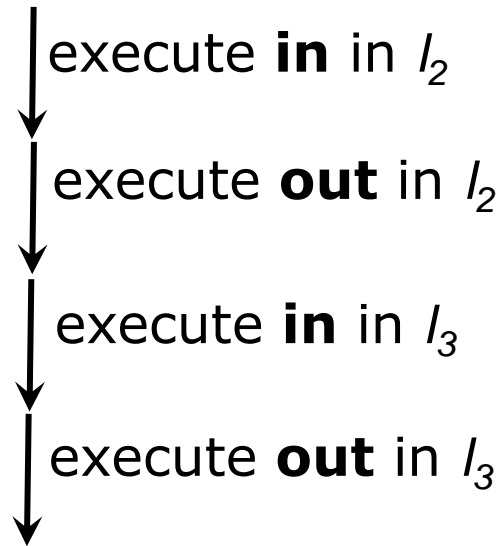 execute in in l2
execute out in l2
execute in in l3
execute out in l3